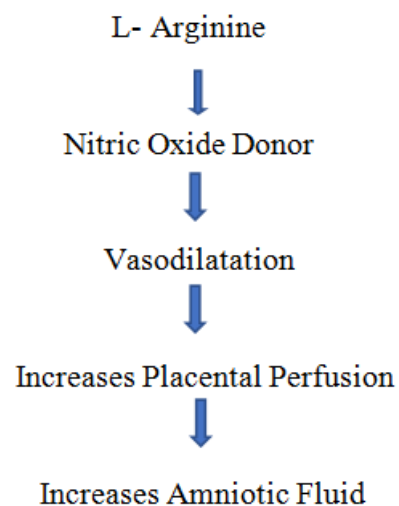 L- Arginine
Nitric Oxide Donor
Vasodilatation
Increases Placental Perfusion
Increases Amniotic Fluid